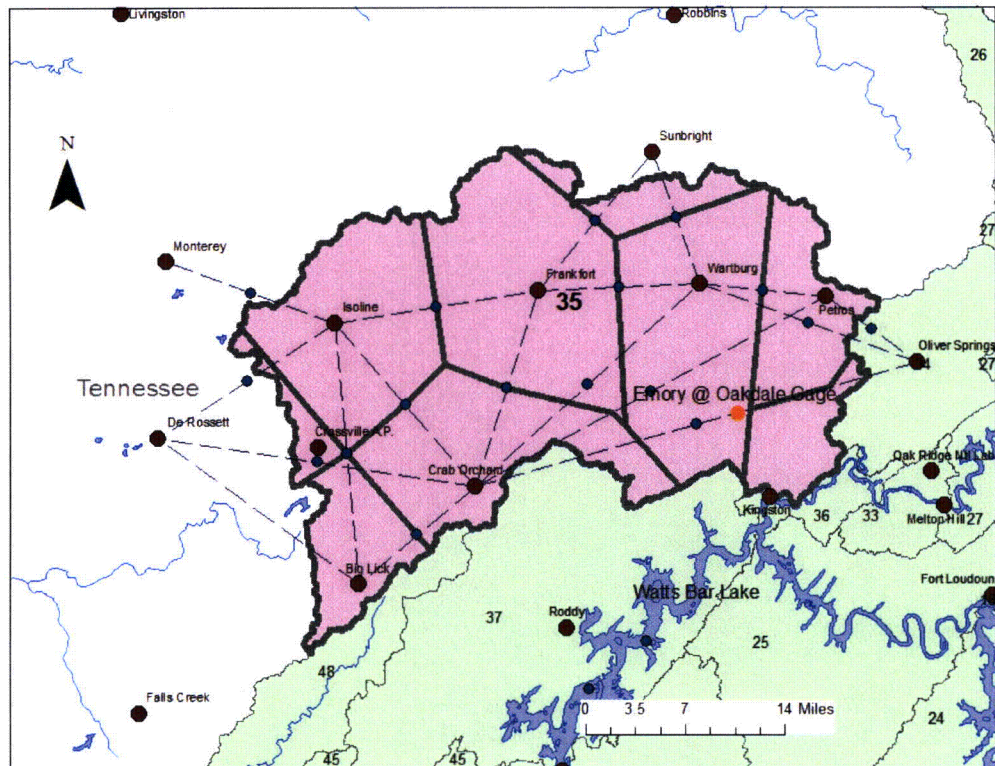 Livingston
Robbins
26
Sunbright
N
27
Monterey
Frankfort
Wartburg
35
Isoline
Petros
Oliver Springs
27
Tennessee
Emory @ Oakdale Gage
De Rossett
Crossville A.P.
Crab Orchard
Oak Ridge Ntl Lab
Kingston
36
33
Melton Hill
27
Big Lick
Fort Loudoun
Watts Bar Lake
Roddy
37
25
48
Falls Creek
0 3.5 7 14 Miles
24
45
45